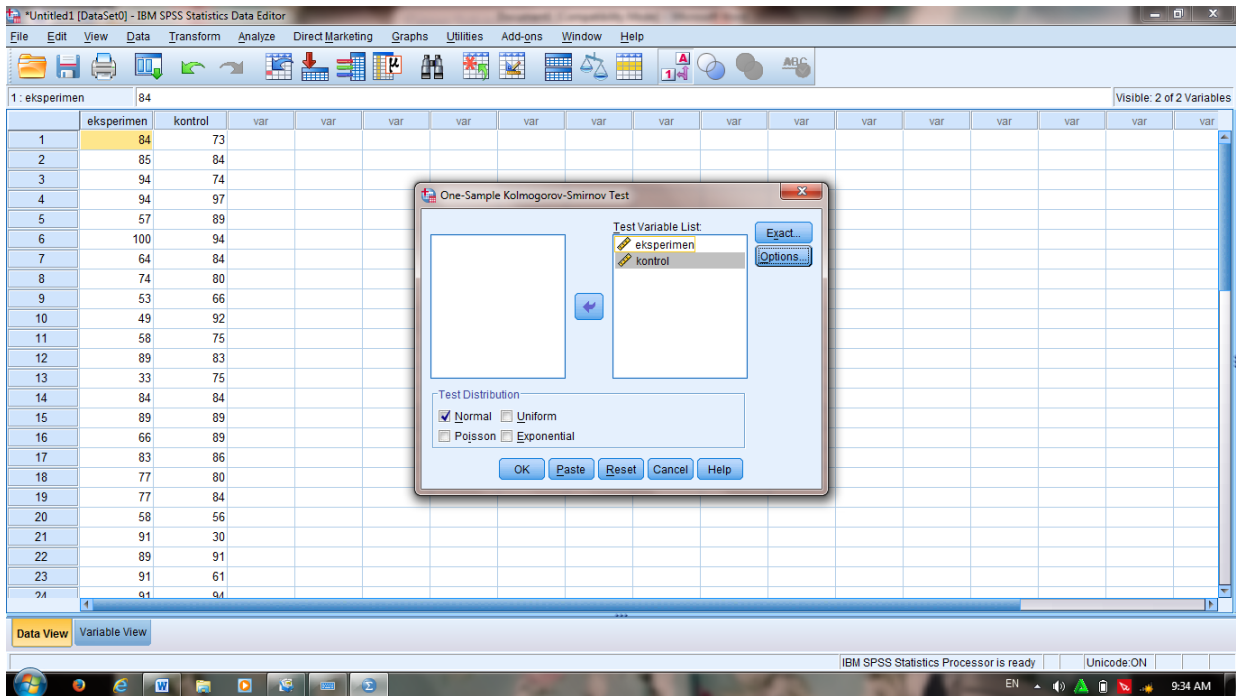 *Untitled1 [DataSet0] - IBM SPSS Statistics Data Editor
File Edit View Data Transform Analyze Direct Marketing Graphs Utilities Add-ons Window Help
1 : eksperimen 84 Visible: 2 of 2 Variables
eksperimen kontrol var var var var var var var var var var var var var var var
1 84 73
2 85 84
3 94 74
4 94 97
5 57 89
6 100 94
7 64 84
8 74 80
9 53 66
10 49 92
11 58 75
12 89 83
13 33 75
14 84 84
15 89 89
16 66 89
17 83 86
18 77 80
19 77 84
20 58 56
21 91 30
22 89 91
23 91 61
24 91 94
One-Sample Kolmogorov-Smirnov Test
Test Variable List:
eksperimen
kontrol
Exact...
Options...
Test Distribution
Normal Uniform
Poisson Exponential
OK Paste Reset Cancel Help
Data View Variable View
IBM SPSS Statistics Processor is ready Unicode:ON
EN 9:34 AM